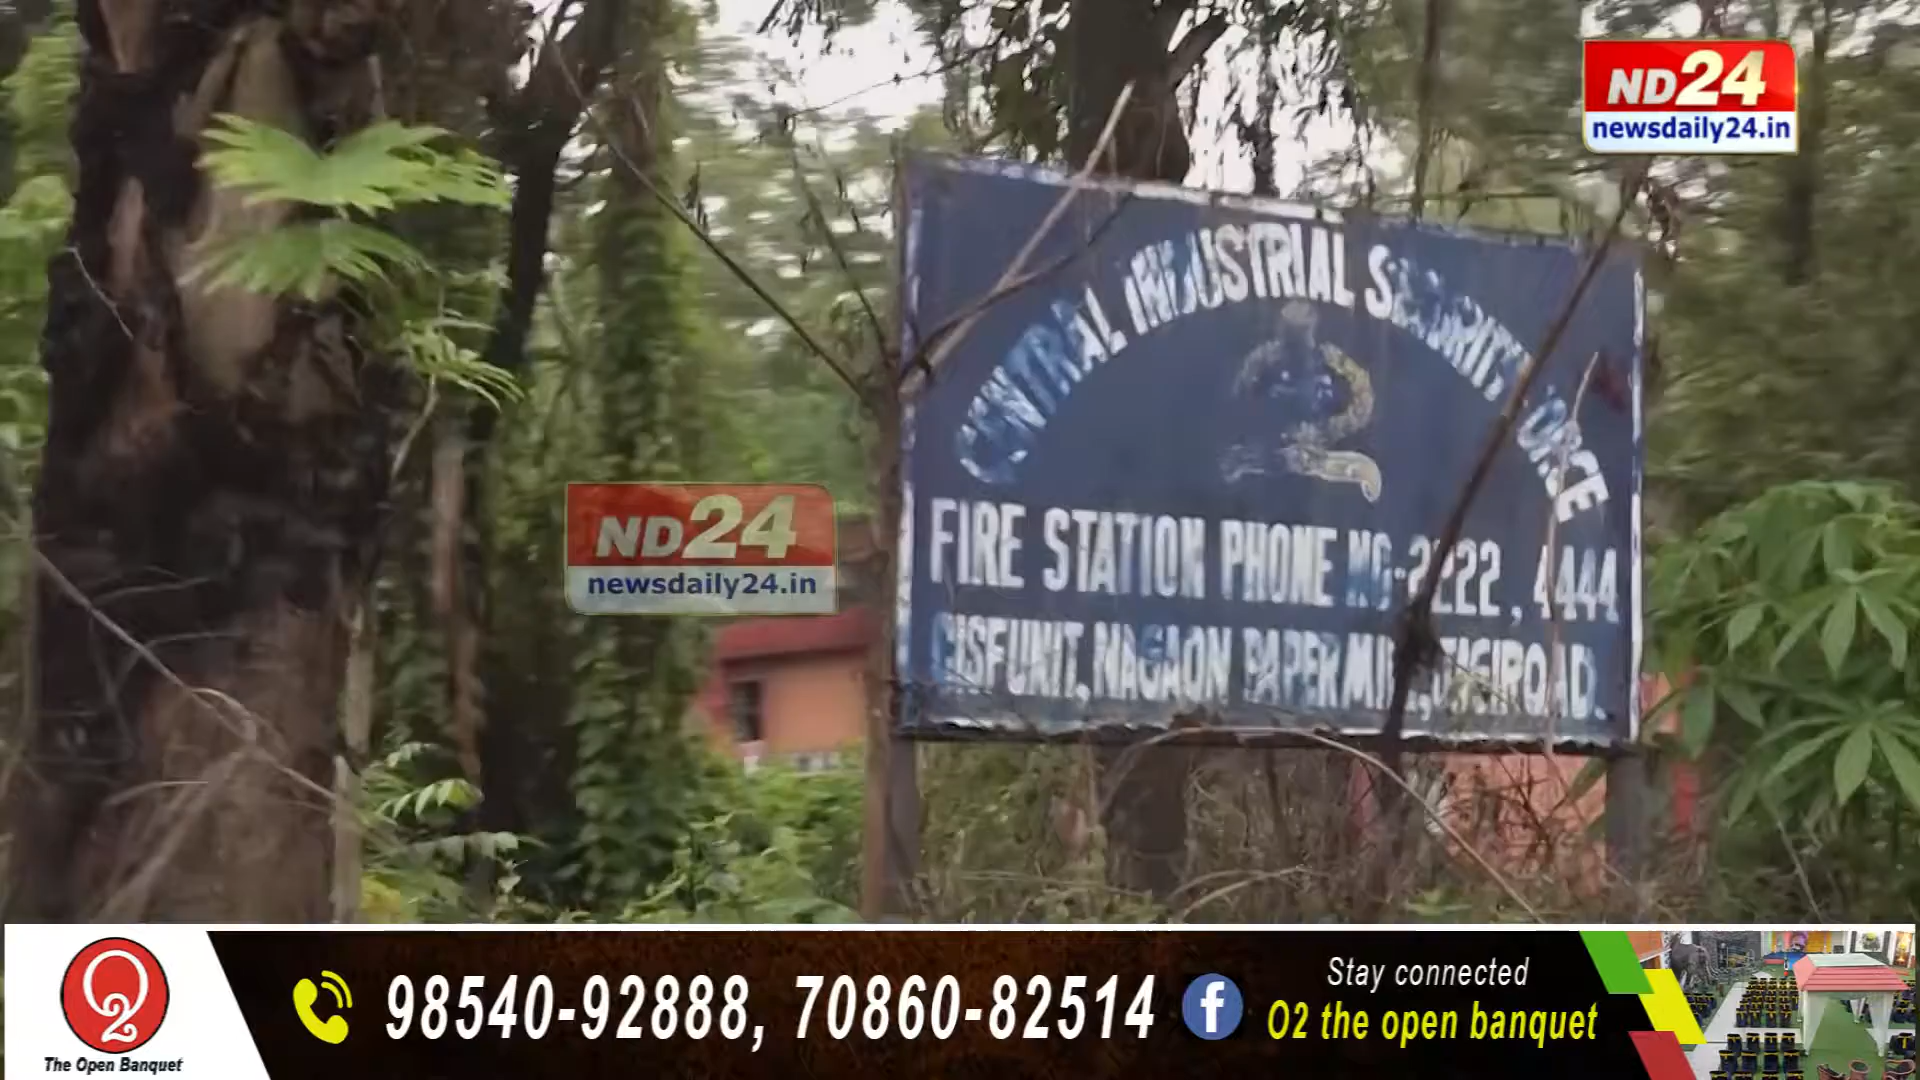 ND24
newsdaily24.in
CENTRAL INDUSTRIAL SECURITY FORCE
FIRE STATION PHONE NO-2222, 4444
CISF UNIT, NAGAON PAPER MILL, JAGIROAD.
ND24
newsdaily24.in
O2
The Open Banquet
98540-92888, 70860-82514
Stay connected
O2 the open banquet